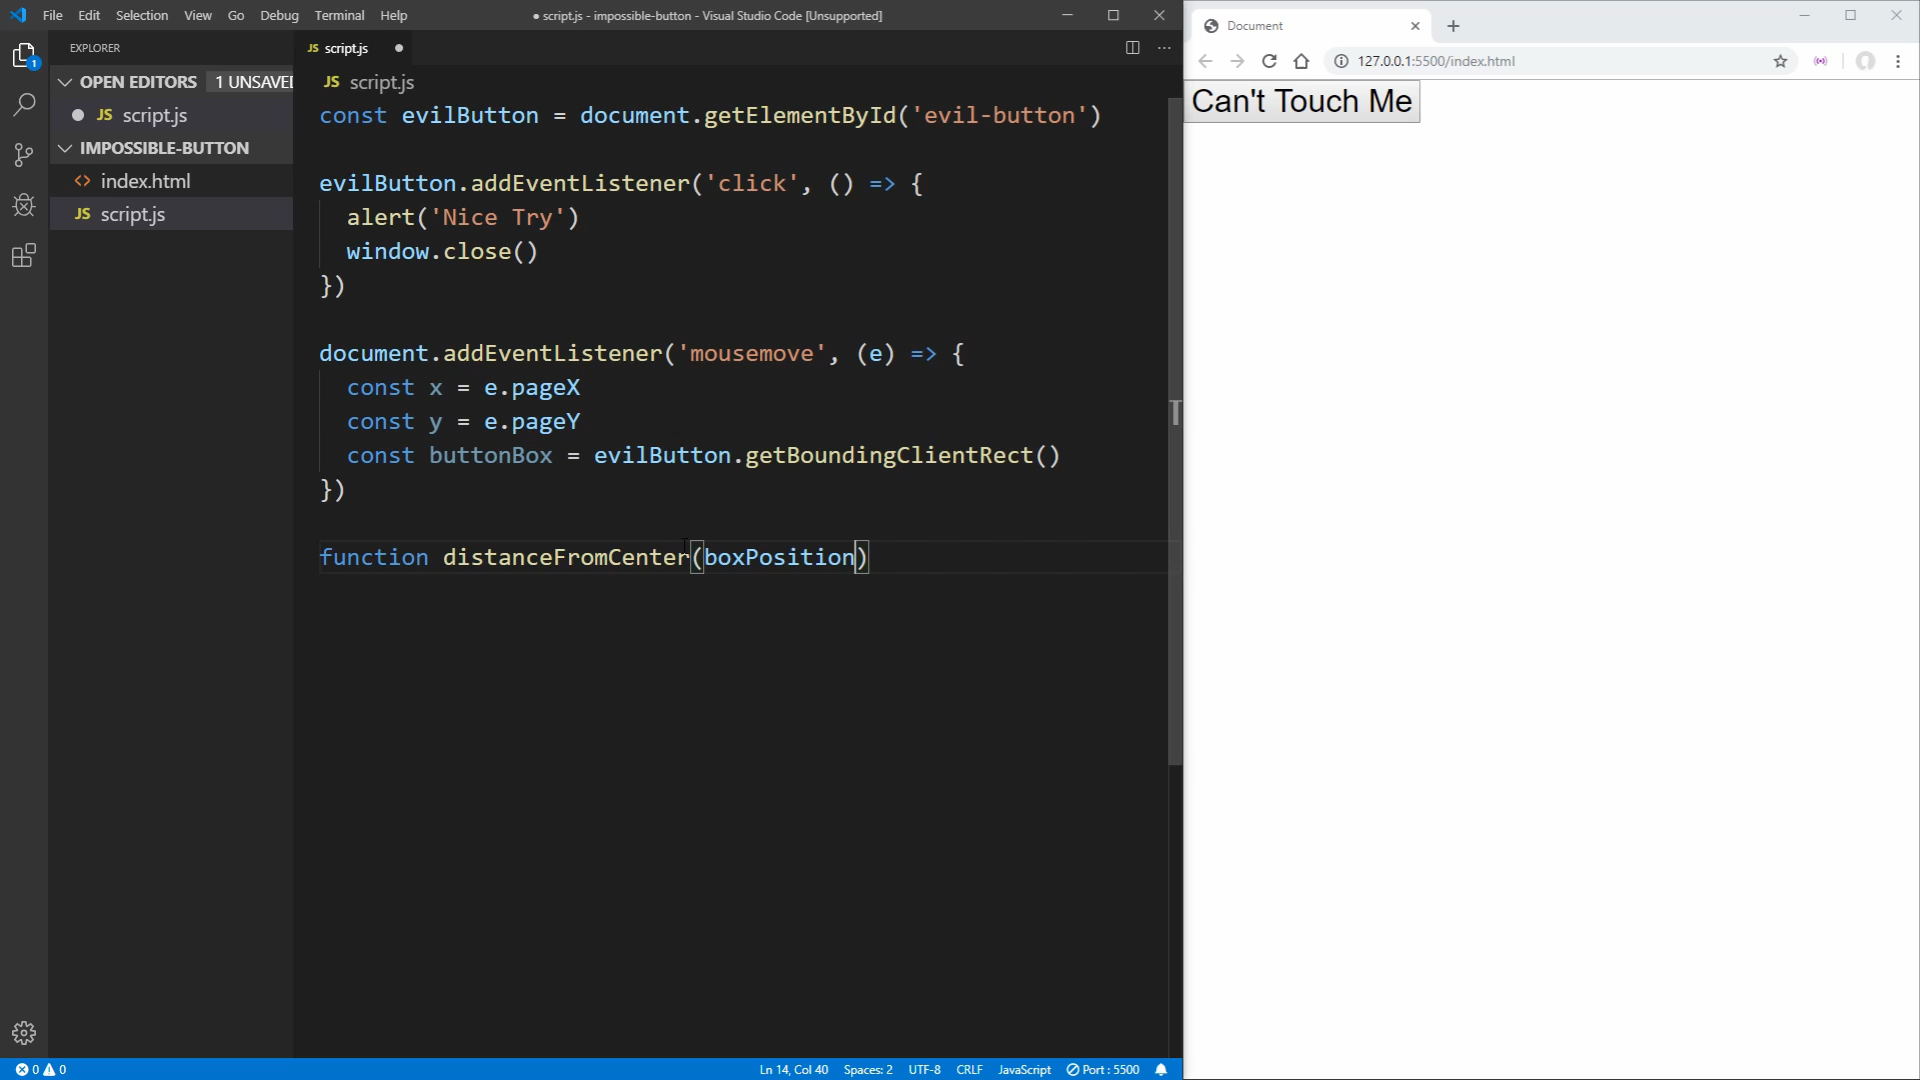 File Edit Selection View Go Debug Terminal Help
● script.js - impossible-button - Visual Studio Code [Unsupported]
EXPLORER
OPEN EDITORS 1 UNSAVED
JS script.js
IMPOSSIBLE-BUTTON
<> index.html
JS script.js
1
JS script.js
JS script.js
const evilButton = document.getElementById('evil-button')
evilButton.addEventListener('click', () => {
alert('Nice Try')
window.close()
})
document.addEventListener('mousemove', (e) => {
const x = e.pageX
const y = e.pageY
const buttonBox = evilButton.getBoundingClientRect()
})
function distanceFromCenter(boxPosition)
0 0
Ln 14, Col 40 Spaces: 2 UTF-8 CRLF JavaScript Port : 5500
Document
127.0.0.1:5500/index.html
Can't Touch Me